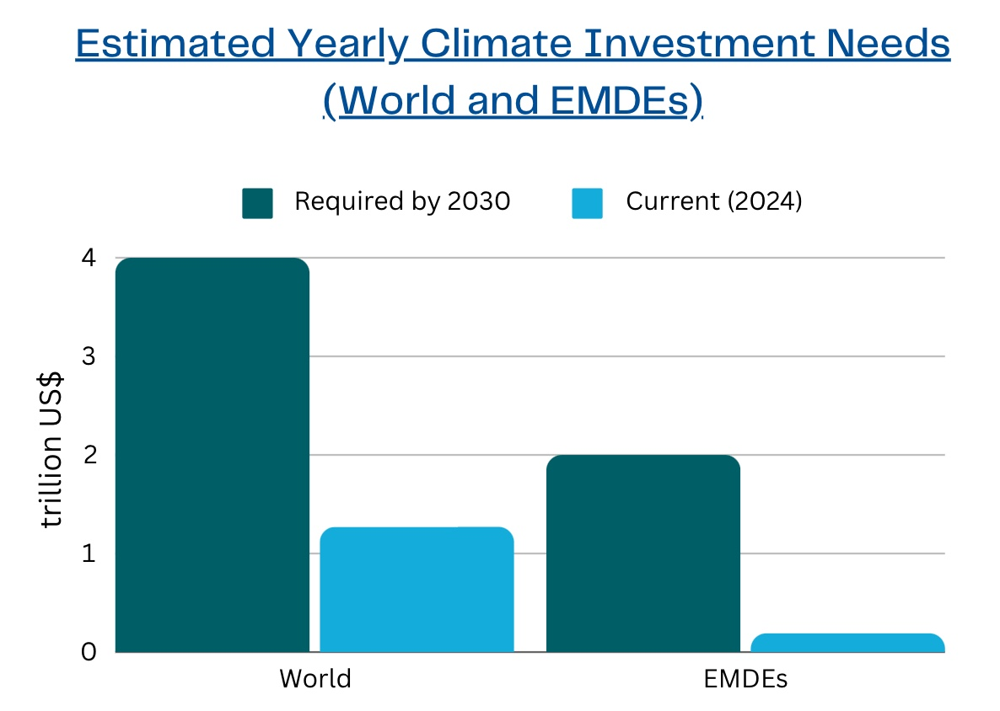 Estimated Yearly Climate Investment Needs
(World and EMDEs)
Required by 2030
Current (2024)
4
3
2
1
0
trillion US$
World
EMDEs